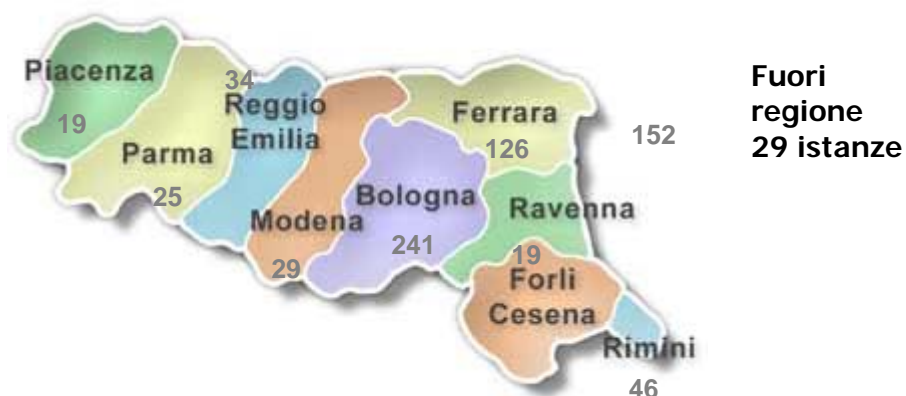 Piacenza
19
34
Reggio
Emilia
Parma
25
Modena
29
Bologna
241
Ferrara
126
152
Ravenna
19
Forli
Cesena
Rimini
46
Fuori
regione
29 istanze